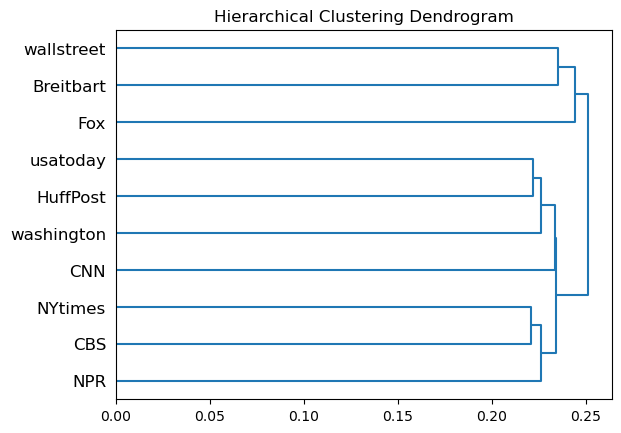 Hierarchical Clustering Dendrogram
wallstreet
Breitbart
Fox
usatoday
HuffPost
washington
CNN
NYtimes
CBS
NPR
0.00 0.05 0.10 0.15 0.20 0.25